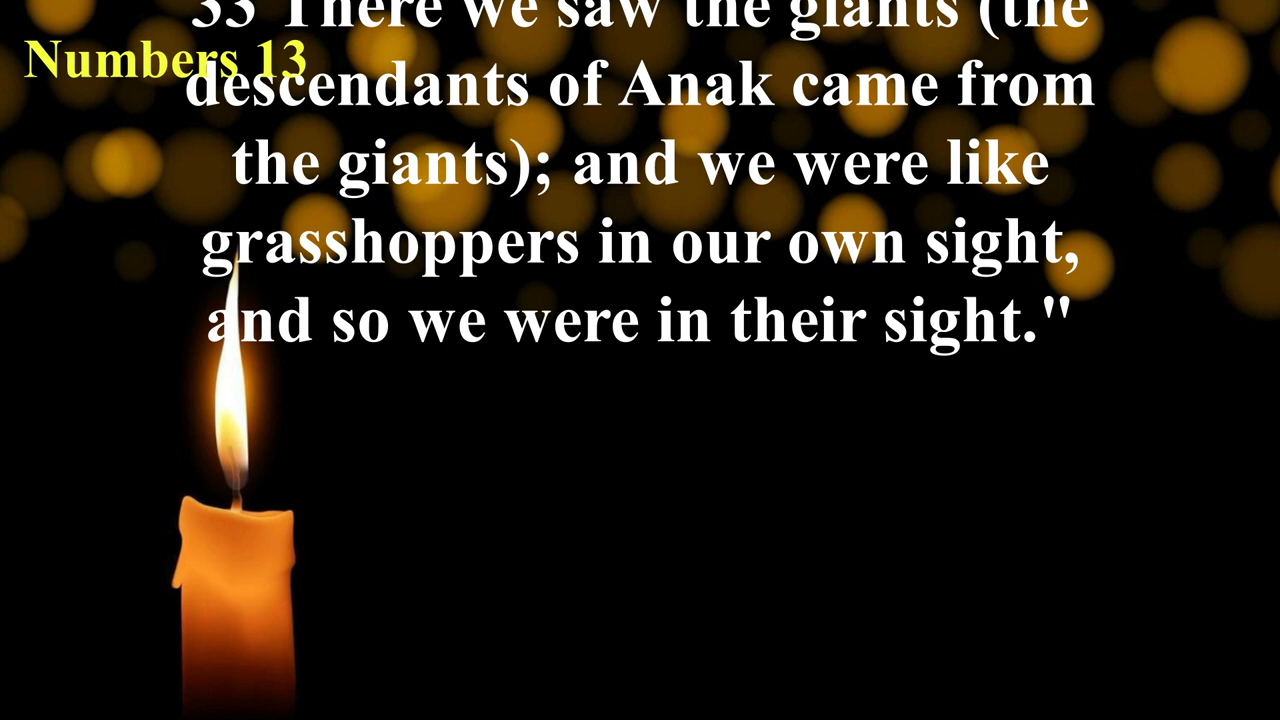 33 There we saw the giants (the
Numbers 13
descendants of Anak came from
the giants); and we were like
grasshoppers in our own sight,
and so we were in their sight."